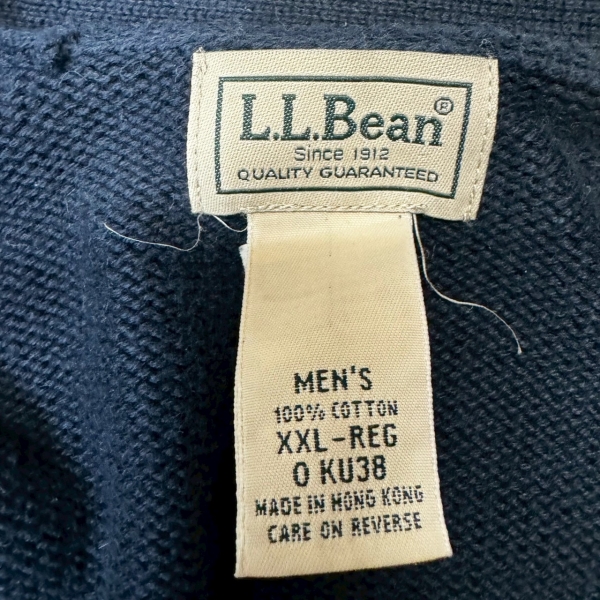 L.L.Bean®
Since 1912
QUALITY GUARANTEED
MEN'S
100% COTTON
XXL-REG
0 KU38
MADE IN HONG KONG
CARE ON REVERSE